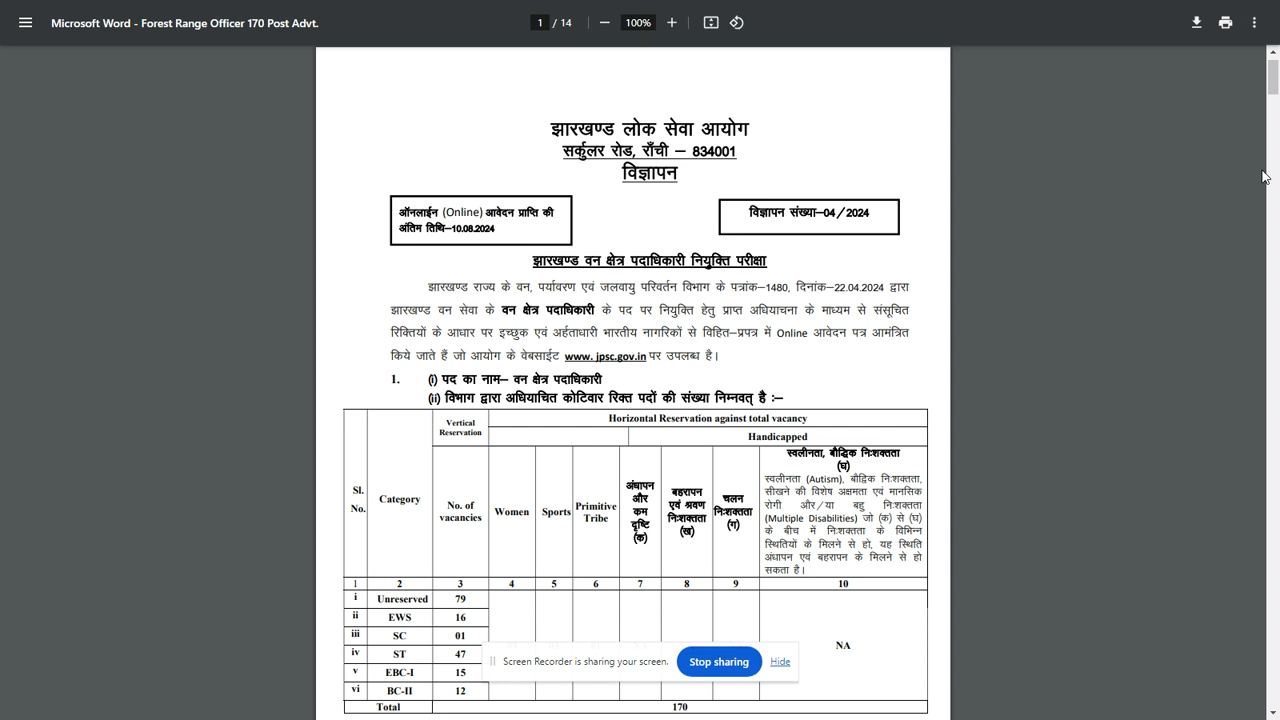 Microsoft Word - Forest Range Officer 170 Post Advt.
1 / 14
100%
झारखण्ड लोक सेवा आयोग
सर्कुलर रोड, राँची – 834001
विज्ञापन
ऑनलाईन (Online) आवेदन प्राप्ति की
अंतिम तिथि–10.08.2024
विज्ञापन संख्या–04/2024
झारखण्ड वन क्षेत्र पदाधिकारी नियुक्ति परीक्षा
झारखण्ड राज्य के वन, पर्यावरण एवं जलवायु परिवर्तन विभाग के पत्रांक–1480, दिनांक–22.04.2024 द्वारा
झारखण्ड वन सेवा के वन क्षेत्र पदाधिकारी के पद पर नियुक्ति हेतु प्राप्त अधियाचना के माध्यम से संसूचित
रिक्तियों के आधार पर इच्छुक एवं अर्हताधारी भारतीय नागरिकों से विहित–प्रपत्र में Online आवेदन पत्र आमंत्रित
किये जाते हैं जो आयोग के वेबसाईट www. jpsc.gov.in पर उपलब्ध है।
1. (i) पद का नाम– वन क्षेत्र पदाधिकारी
(ii) विभाग द्वारा अधियाचित कोटिवार रिक्त पदों की संख्या निम्नवत् है :–
Vertical
Reservation
Horizontal Reservation against total vacancy
Handicapped
Sl.
No.
Category
No. of
vacancies
Women
Sports
Primitive
Tribe
अंधापन
और
कम
दृष्टि
(क)
बहरापन
एवं श्रवण
निःशक्तता
(ख)
चलन
निःशक्तता
(ग)
स्वलीनता, बौद्धिक निःशक्तता
(घ)
स्वलीनता (Autism), बौद्विक निःशक्तता,
सीखने की विशेष अक्षमता एवं मानसिक
रोगी और/या बहु निःशक्तता
(Multiple Disabilities) जो (क) से (घ)
के बीच में निःशक्तता के विभिन्न
स्थितियों के मिलने से हो, यह स्थिति
अंधापन एवं बहरापन के मिलने से हो
सकता है।
1 2 3 4 5 6 7 8 9 10
i Unreserved 79
ii EWS 16
iii SC 01
iv ST 47
v EBC-I 15
vi BC-II 12
NA
Total 170
Screen Recorder is sharing your screen. Stop sharing Hide